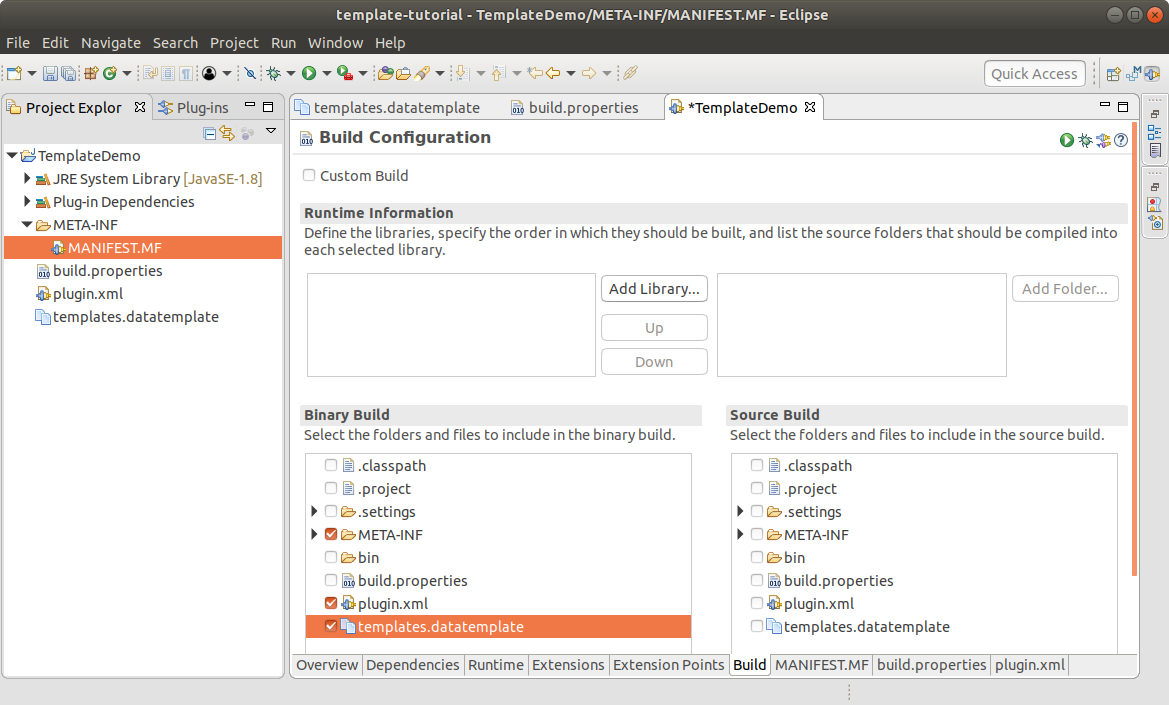 template-tutorial - TemplateDemo/META-INF/MANIFEST.MF - Eclipse
File Edit Navigate Search Project Run Window Help
Quick Access
Project Explor Plug-ins
templates.datatemplate build.properties *TemplateDemo
TemplateDemo
JRE System Library [JavaSE-1.8]
Plug-in Dependencies
META-INF
MANIFEST.MF
build.properties
plugin.xml
templates.datatemplate
Build Configuration
Custom Build
Runtime Information
Define the libraries, specify the order in which they should be built, and list the source folders that should be compiled into
each selected library.
Add Library...
Up
Down
Add Folder...
Binary Build
Select the folders and files to include in the binary build.
.classpath
.project
.settings
META-INF
bin
build.properties
plugin.xml
templates.datatemplate
Source Build
Select the folders and files to include in the source build.
.classpath
.project
.settings
META-INF
bin
build.properties
plugin.xml
templates.datatemplate
Overview Dependencies Runtime Extensions Extension Points Build MANIFEST.MF build.properties plugin.xml